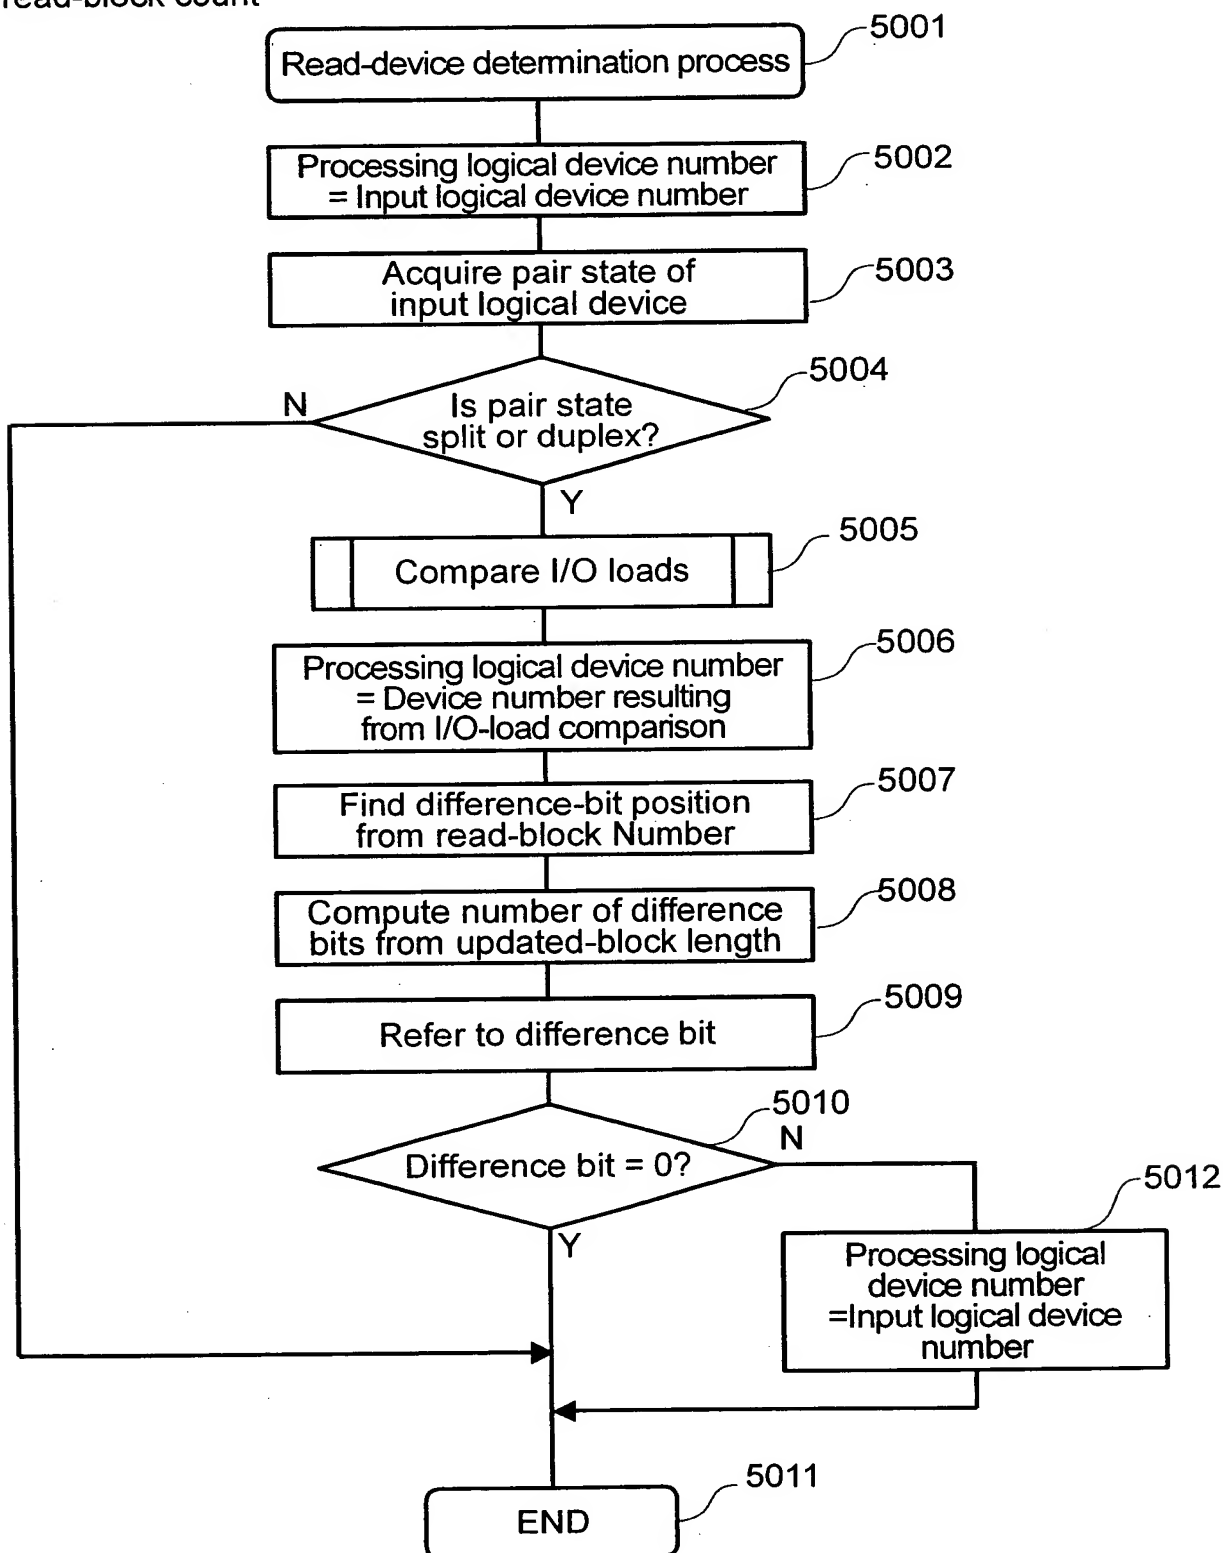 read-block count
5001
Read-device determination process
5002
Processing logical device number
= Input logical device number
5003
Acquire pair state of
input logical device
5004
N
Is pair state
split or duplex?
Y
5005
Compare I/O loads
5006
Processing logical device number
= Device number resulting
from I/O-load comparison
5007
Find difference-bit position
from read-block Number
5008
Compute number of difference
bits from updated-block length
5009
Refer to difference bit
5010
N
Difference bit = 0?
5012
Y
Processing logical
device number
=Input logical device
number
5011
END